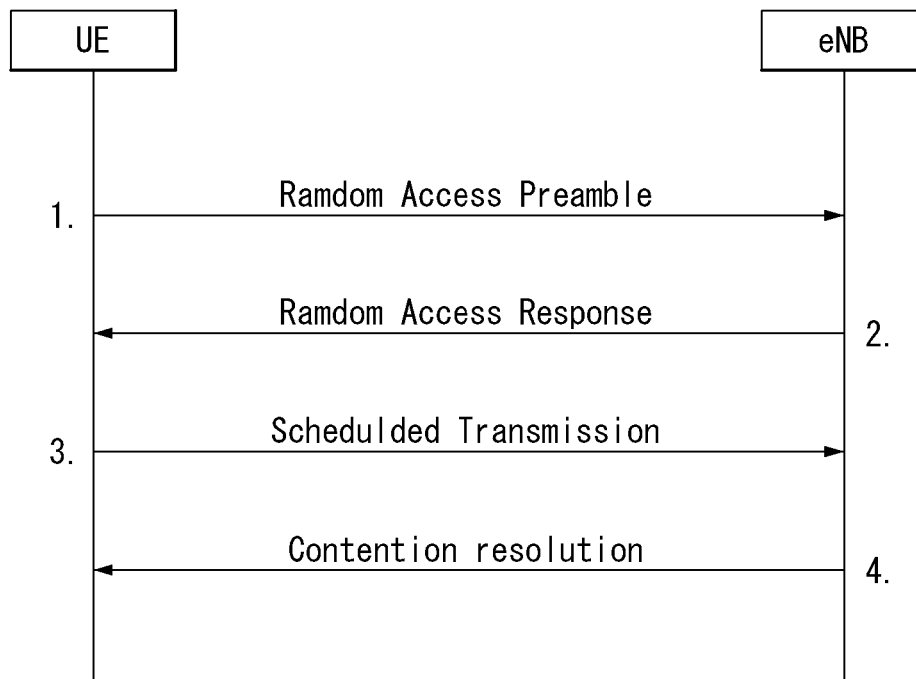 UE
eNB
1.
Ramdom Access Preamble
Ramdom Access Response
2.
3.
Schedulded Transmission
Contention resolution
4.